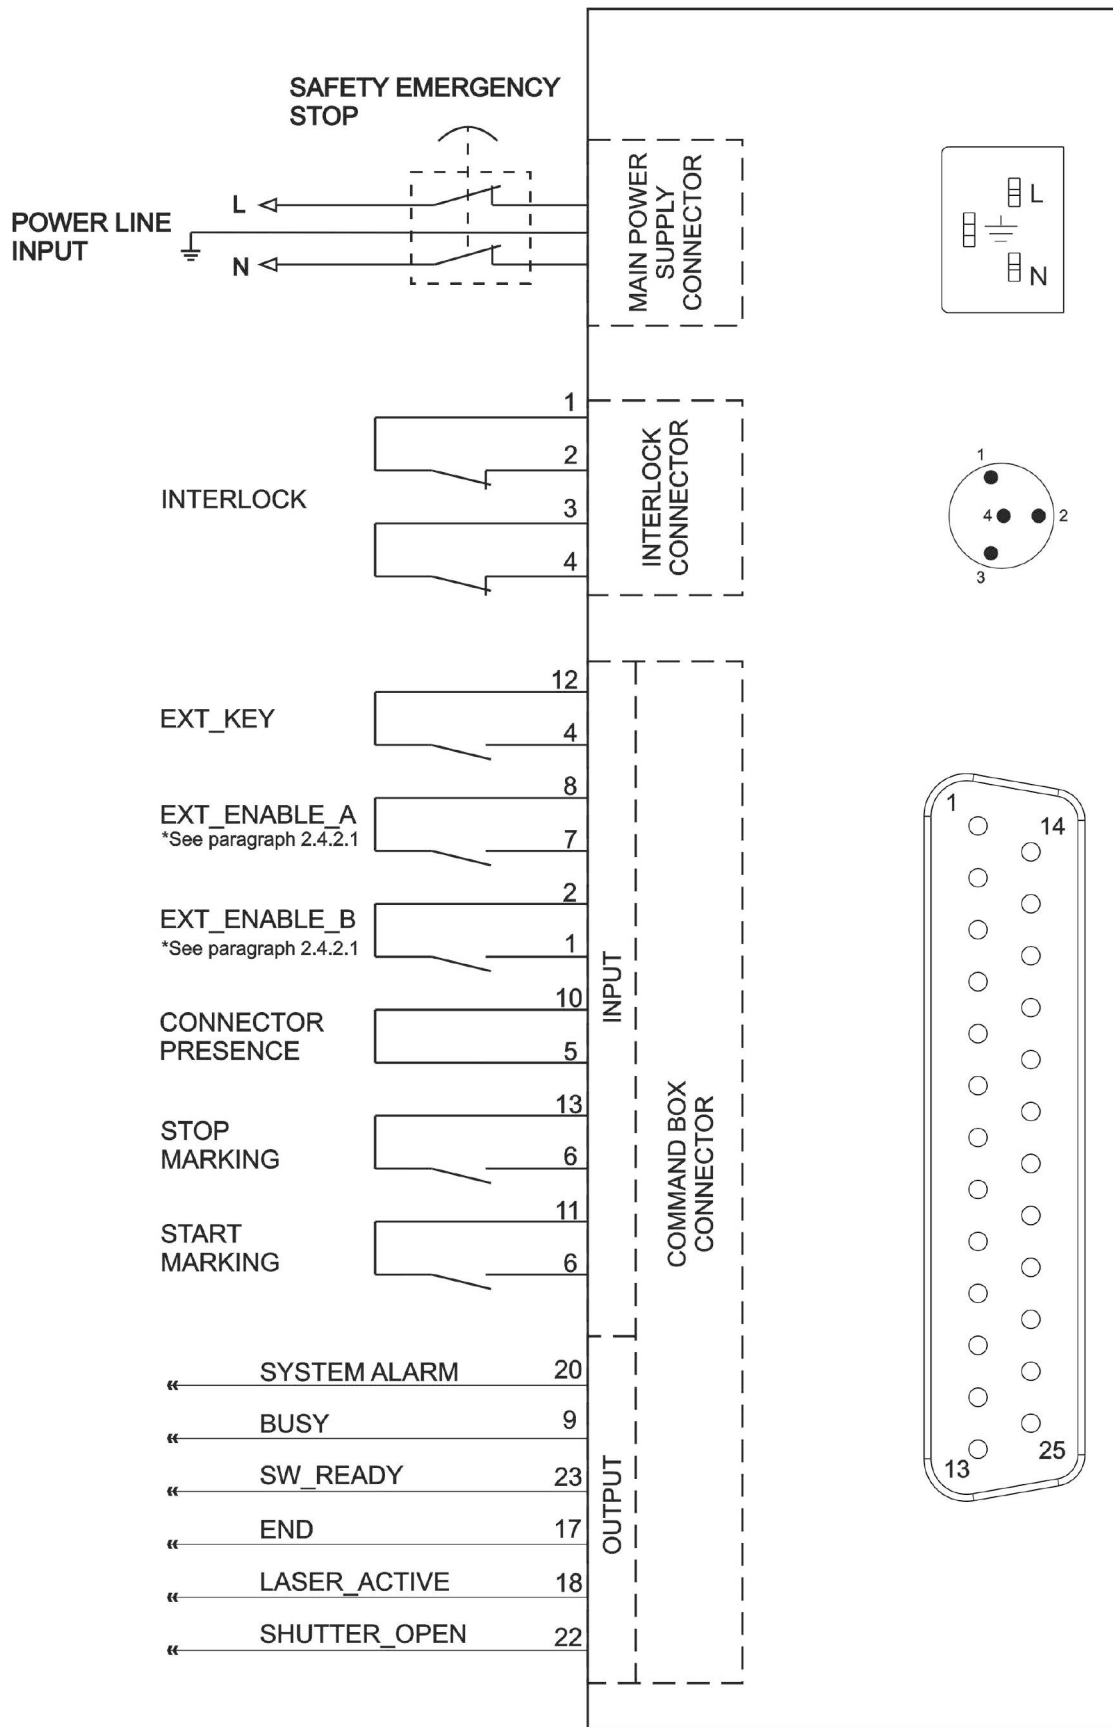 SAFETY EMERGENCY
STOP
POWER LINE
INPUT
L
N
MAIN POWER
SUPPLY
CONNECTOR
L
N
INTERLOCK
1
2
3
4
INTERLOCK
CONNECTOR
1
4
2
3
EXT_KEY
12
4
EXT_ENABLE_A
*See paragraph 2.4.2.1
8
7
EXT_ENABLE_B
*See paragraph 2.4.2.1
2
1
CONNECTOR
PRESENCE
10
5
STOP
MARKING
13
6
START
MARKING
11
6
INPUT
COMMAND BOX
CONNECTOR
SYSTEM ALARM 20
BUSY 9
SW_READY 23
END 17
LASER_ACTIVE 18
SHUTTER_OPEN 22
OUTPUT
1
14
13
25